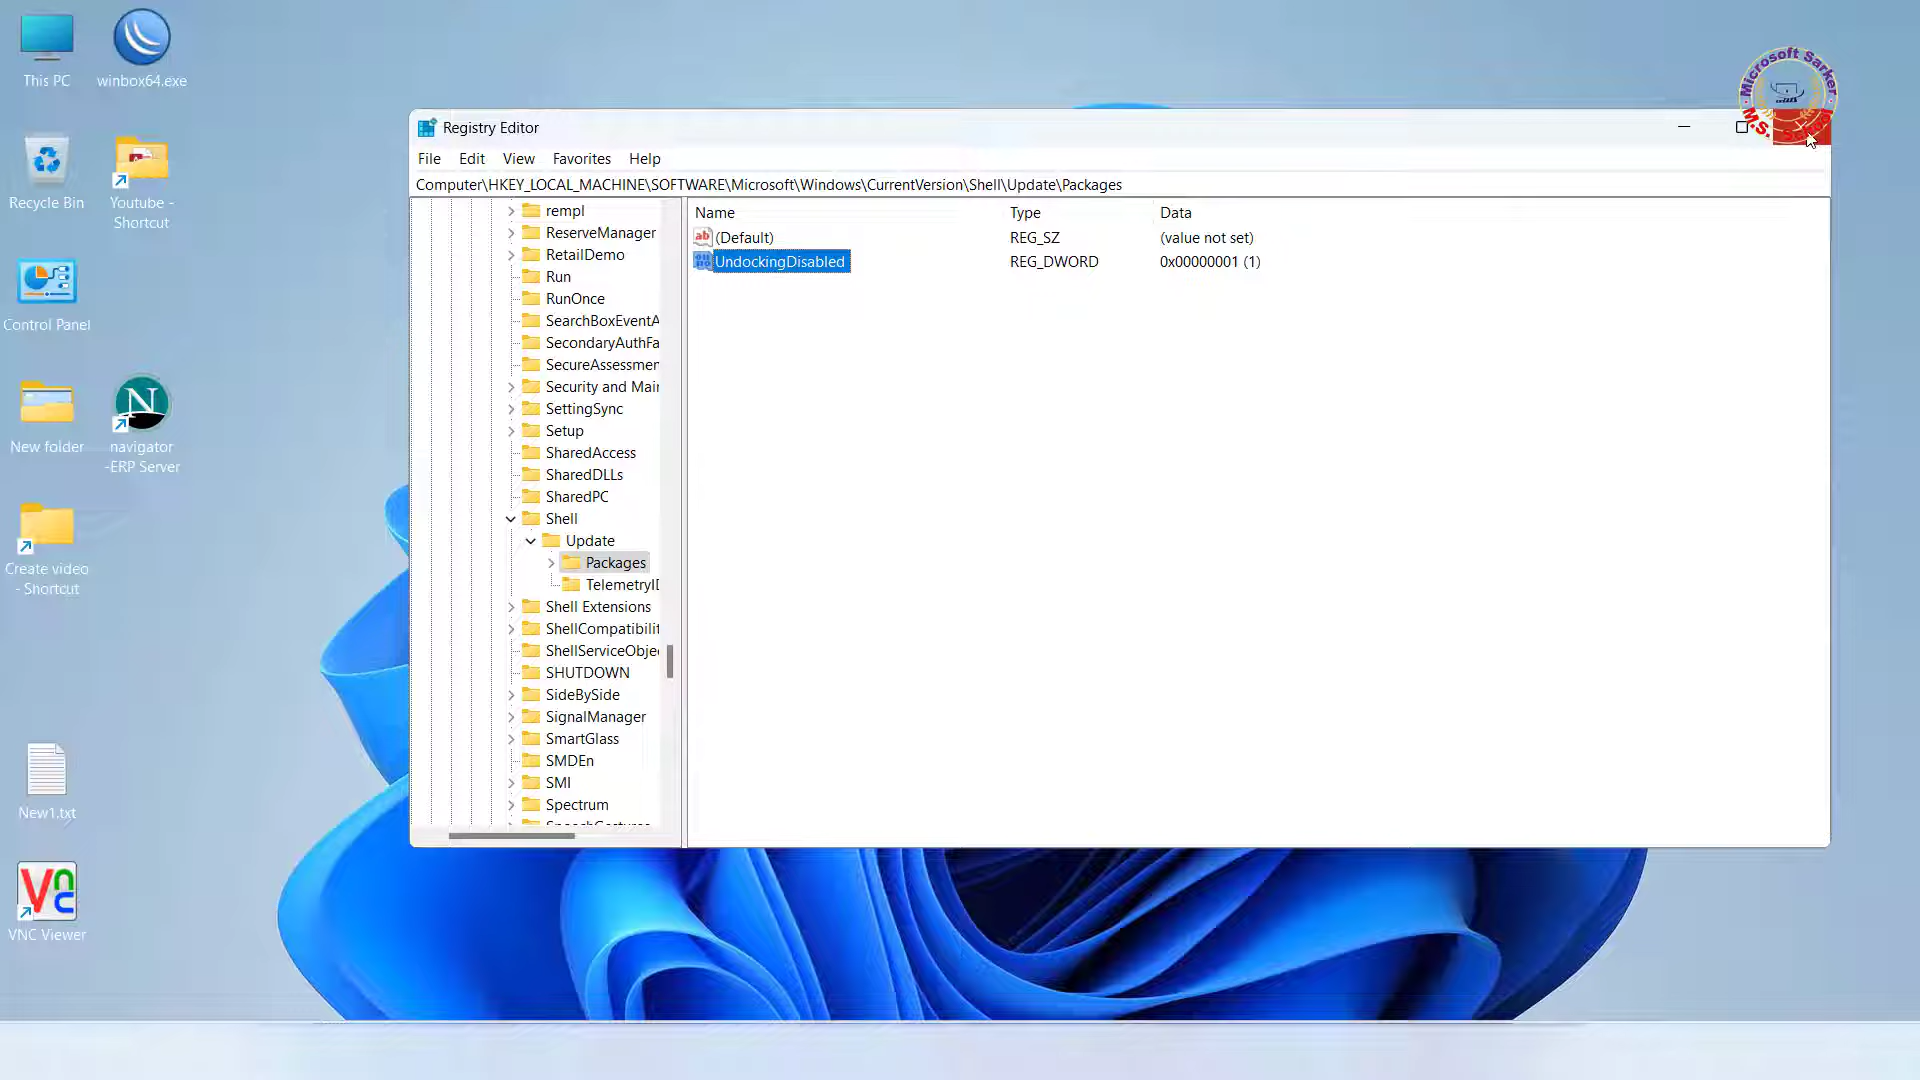 This PC
winbox64.exe
Recycle Bin
Youtube -
Shortcut
Control Panel
New folder
navigator
-ERP Server
Create video
- Shortcut
New1.txt
VNC Viewer
Microsoft Sarker
M.S.
Registry Editor
File Edit View Favorites Help
Computer\HKEY_LOCAL_MACHINE\SOFTWARE\Microsoft\Windows\CurrentVersion\Shell\Update\Packages
rempl
ReserveManager
RetailDemo
Run
RunOnce
SearchBoxEventA
SecondaryAuthFa
SecureAssessmen
Security and Mai
SettingSync
Setup
SharedAccess
SharedDLLs
SharedPC
Shell
Update
Packages
TelemetryI
Shell Extensions
ShellCompatibilit
ShellServiceObje
SHUTDOWN
SideBySide
SignalManager
SmartGlass
SMDEn
SMI
Spectrum
Name Type Data
(Default) REG_SZ (value not set)
UndockingDisabled REG_DWORD 0x00000001 (1)